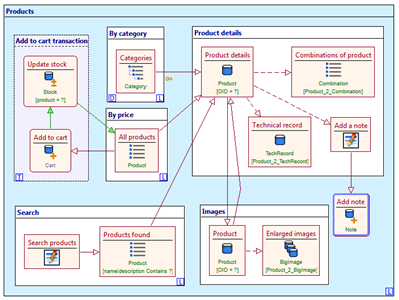 Products
Add to cart transaction
Update stock
Stock
[product = ?]
Add to cart
Cart
T
By category
Categories
Category
D
L
By price
All products
Product
L
Product details
Product details
Product
[OID = ?]
Combinations of product
Combination
[Product_2_Combination]
Technical record
TechRecord
[Product_2_TechRecord]
Add a note
Add note
Note
Search
Search products
Products found
Product
[name|description Contains ?]
L
Images
Product
Product
[OID = ?]
Enlarged images
BigImage
[Product_2_BigImage]
L
L